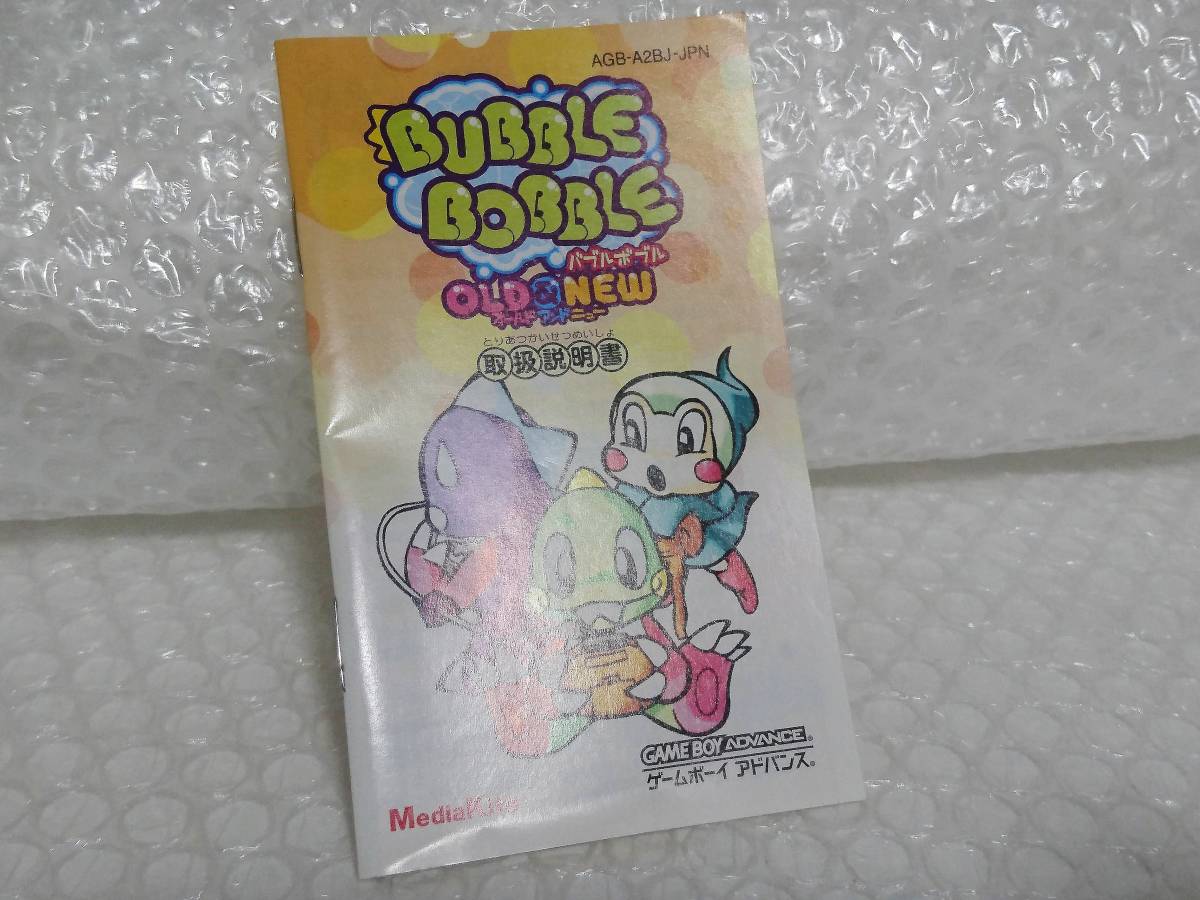 AGB-A2BJ-JPN
BUBBLE
BOBBLE
バブルボブル
OLD & NEW
オールド アンド ニュー
とりあつかいせつめいしょ
取扱説明書
GAME BOY ADVANCE®
ゲームボーイ アドバンス®
MediaKite